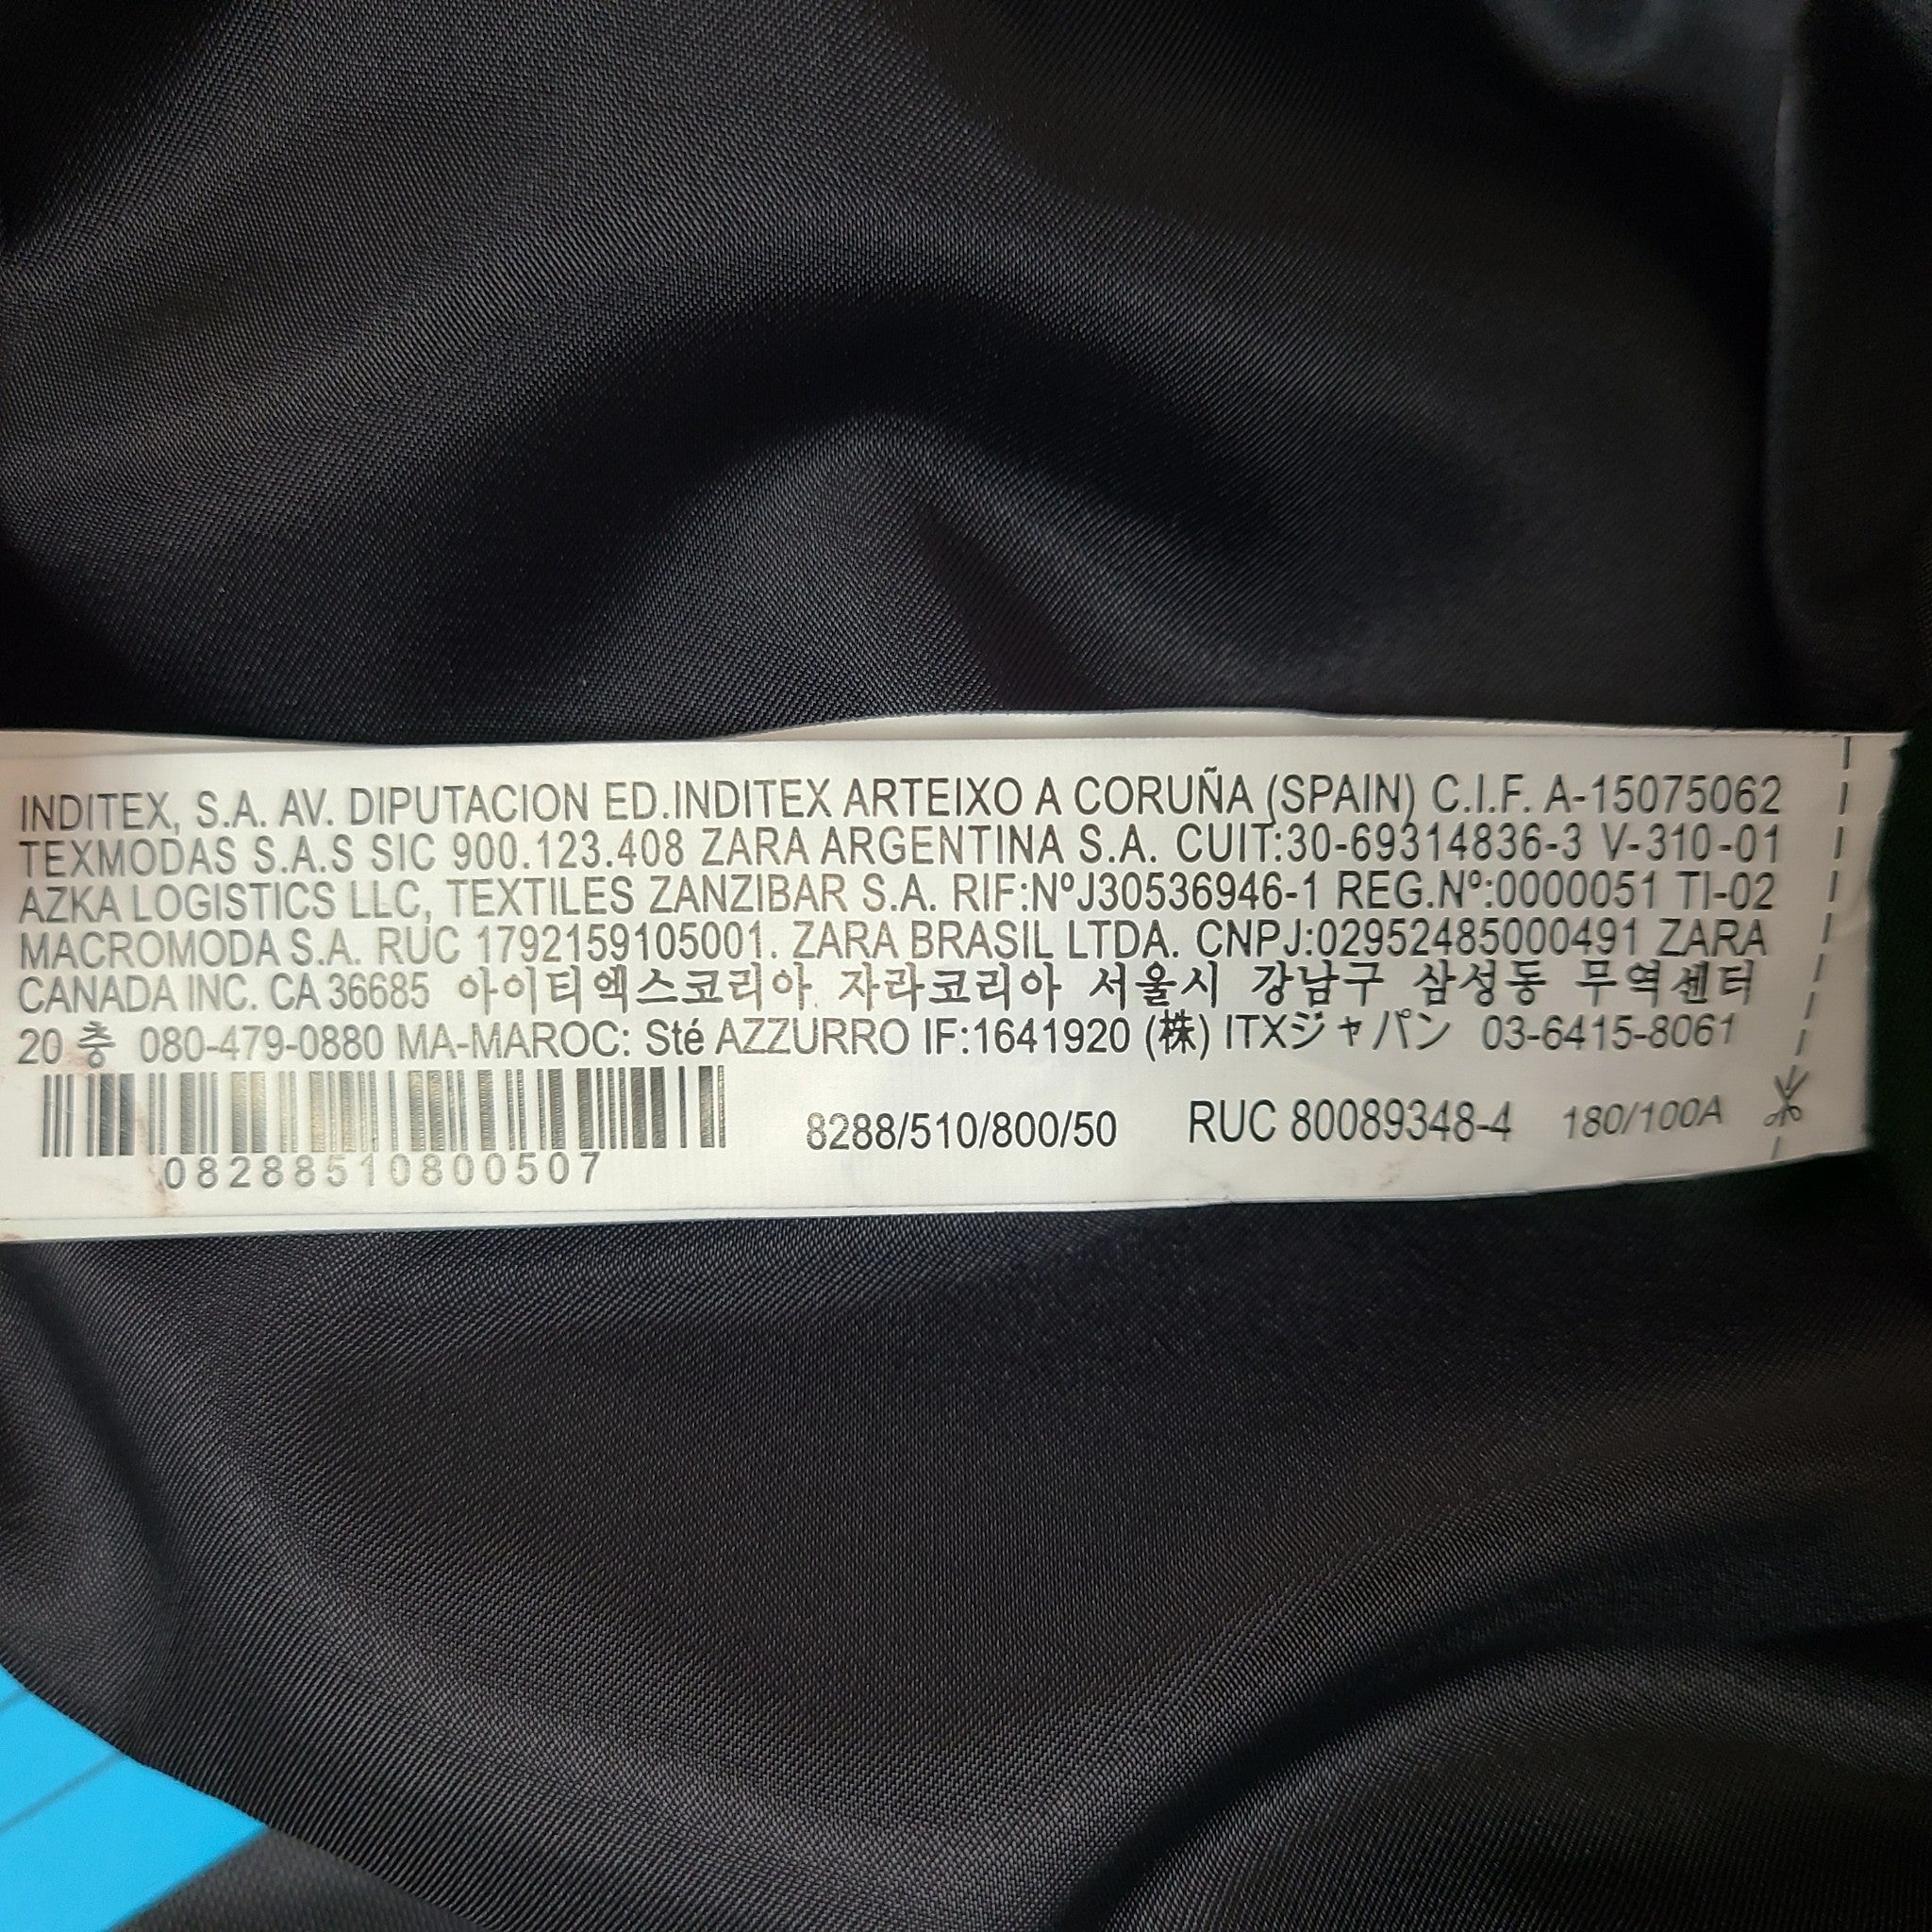 INDITEX, S.A. AV. DIPUTACION ED.INDITEX ARTEIXO A CORUÑA (SPAIN) C.I.F. A-15075062
TEXMODAS S.A.S SIC 900.123.408 ZARA ARGENTINA S.A. CUIT:30-69314836-3 V-310-01
AZKA LOGISTICS LLC, TEXTILES ZANZIBAR S.A. RIF:NºJ30536946-1 REG.Nº:0000051 TI-02
MACROMODA S.A. RUC 1792159105001. ZARA BRASIL LTDA. CNPJ:02952485000491 ZARA
CANADA INC. CA 36685 아이티엑스코리아 자라코리아 서울시 강남구 삼성동 무역센터
20 층 080-479-0880 MA-MAROC: Sté AZZURRO IF:1641920 (株) ITXジャパン 03-6415-8061
8288/510/800/50 RUC 80089348-4 180/100A
08288510800507